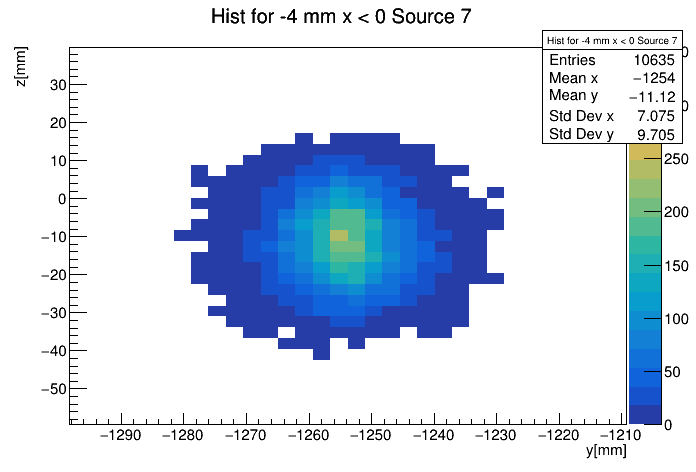 Hist for -4 mm x < 0 Source 7
z[mm]
Hist for -4 mm x < 0 Source 7
Entries 10635
Mean x −1254
Mean y −11.12
Std Dev x 7.075
Std Dev y 9.705
30
20
10
0
−10
−20
−30
−40
−50
0
0
250
200
150
100
50
0
−1290 −1280 −1270 −1260 −1250 −1240 −1230 −1220 −1210
y[mm]